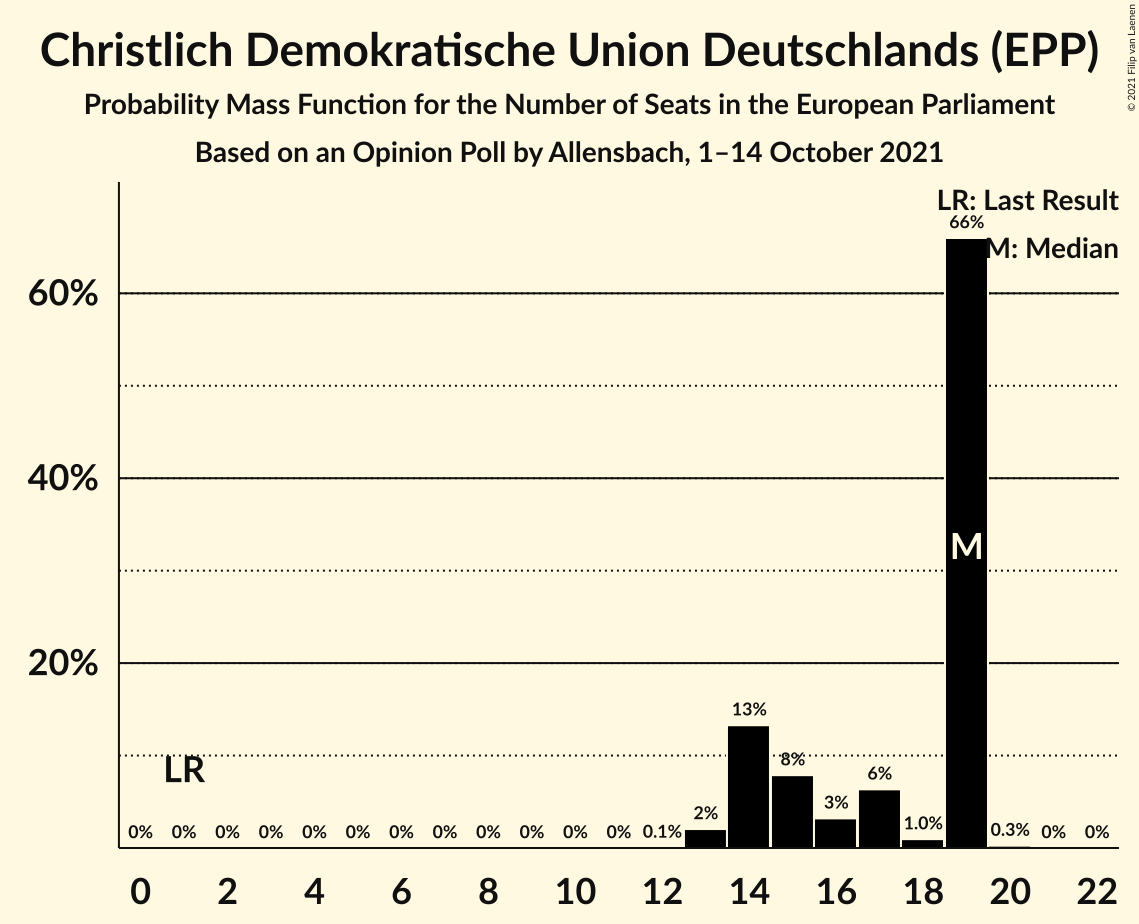 Christlich Demokratische Union Deutschlands (EPP)
Probability Mass Function for the Number of Seats in the European Parliament
Based on an Opinion Poll by Allensbach, 1–14 October 2021
© 2021 Filip van Laenen
LR: Last Result
M: Median
66%
60%
40%
M
20%
13%
8%
6%
3%
2%
1.0%
0.3%
LR
0% 0% 0% 0% 0% 0% 0% 0% 0% 0% 0% 0% 0.1% 0% 0%
0 2 4 6 8 10 12 14 16 18 20 22